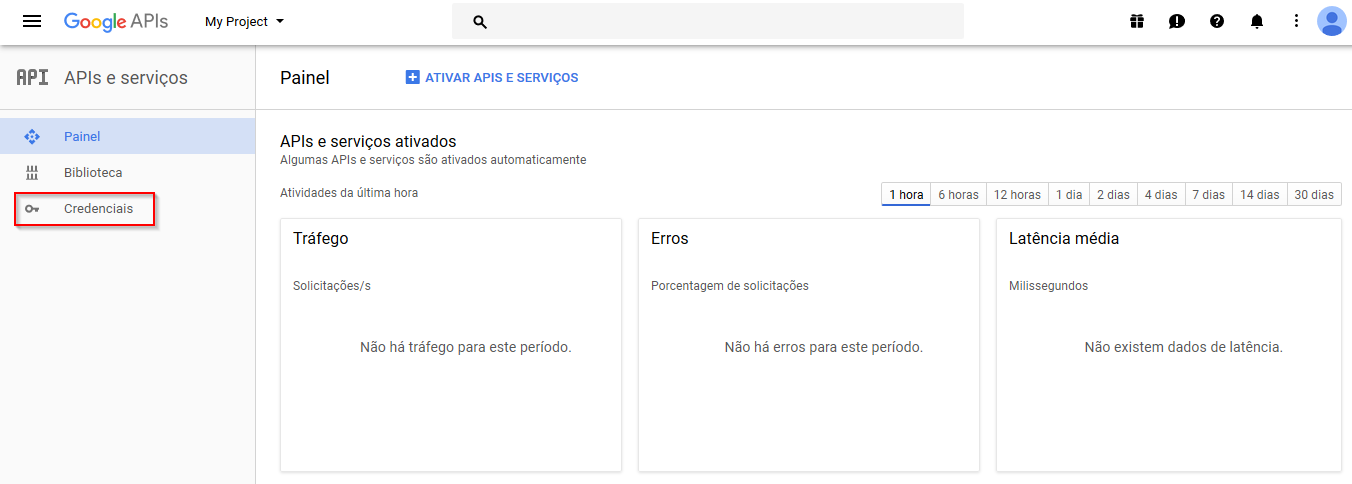 Google APIs
My Project
API APIs e serviços
Painel
ATIVAR APIS E SERVIÇOS
Painel
Biblioteca
Credenciais
APIs e serviços ativados
Algumas APIs e serviços são ativados automaticamente
Atividades da última hora
1 hora 6 horas 12 horas 1 dia 2 dias 4 dias 7 dias 14 dias 30 dias
Tráfego
Solicitações/s
Não há tráfego para este período.
Erros
Porcentagem de solicitações
Não há erros para este período.
Latência média
Milissegundos
Não existem dados de latência.